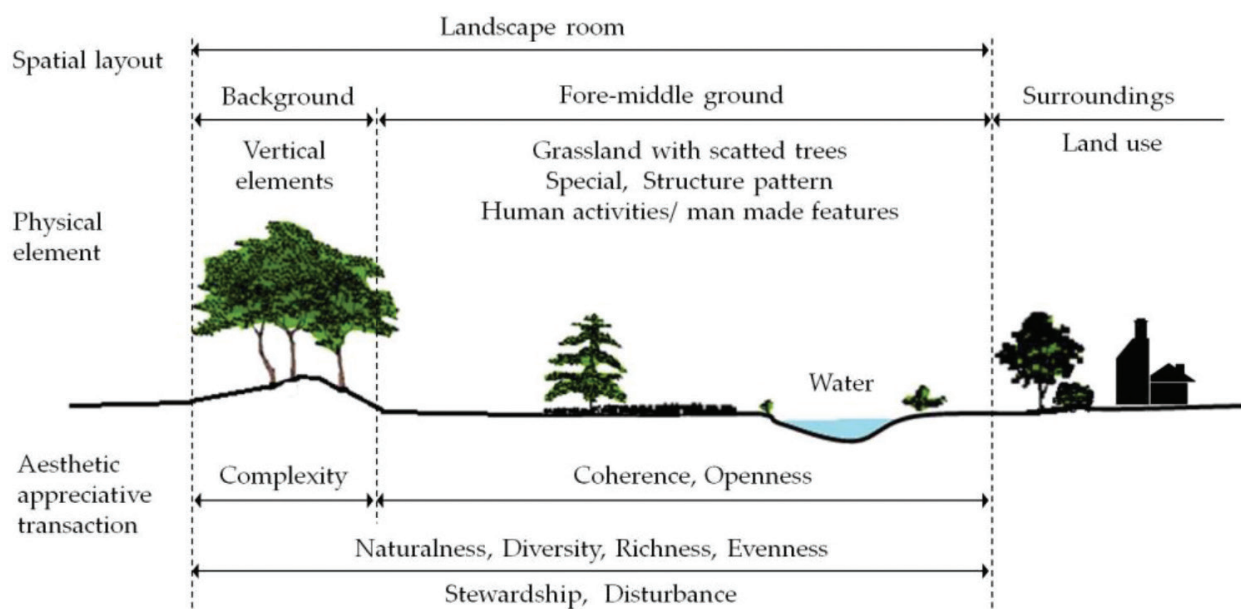 Landscape room
Spatial layout
Background
Fore-middle ground
Surroundings
Vertical
elements
Grassland with scatted trees
Special, Structure pattern
Human activities/ man made features
Land use
Physical
element
Water
Aesthetic
appreciative
transaction
Complexity
Coherence, Openness
Naturalness, Diversity, Richness, Evenness
Stewardship, Disturbance